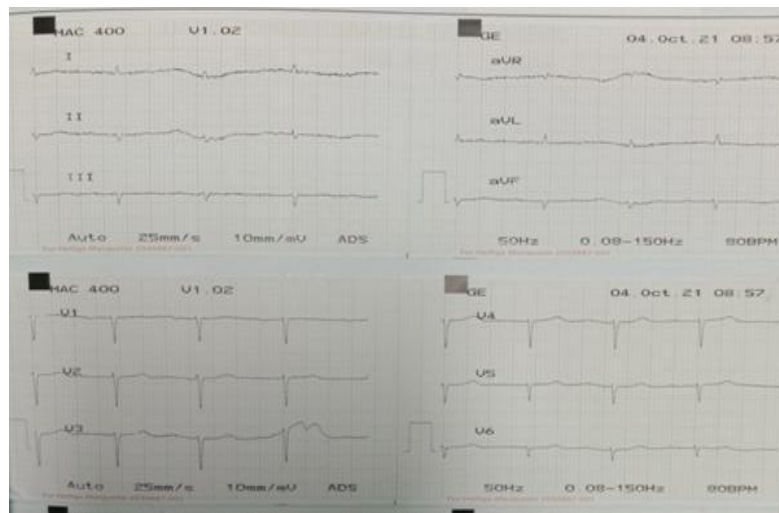 MAC 400 V1.02
I
II
III
Auto 25mm/s 10mm/mV ADS
GE 04.Oct.21 08:57
aVR
aVL
aVF
50Hz 0.08-150Hz 80BPM
MAC 400 V1.02
V1
V2
V3
Auto 25mm/s 10mm/mV ADS
GE 04.Oct.21 08:57
V4
V5
V6
50Hz 0.08-150Hz 80BPM